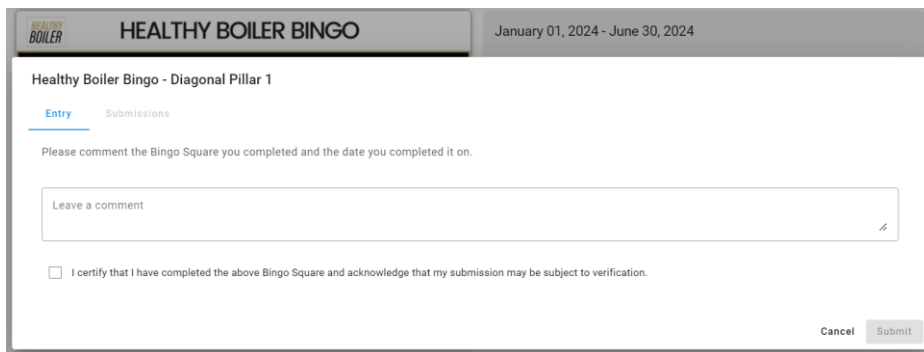 HEALTHY
BOILER
HEALTHY BOILER BINGO
January 01, 2024 - June 30, 2024
Healthy Boiler Bingo - Diagonal Pillar 1
Entry Submissions
Please comment the Bingo Square you completed and the date you completed it on.
Leave a comment
I certify that I have completed the above Bingo Square and acknowledge that my submission may be subject to verification.
Cancel Submit